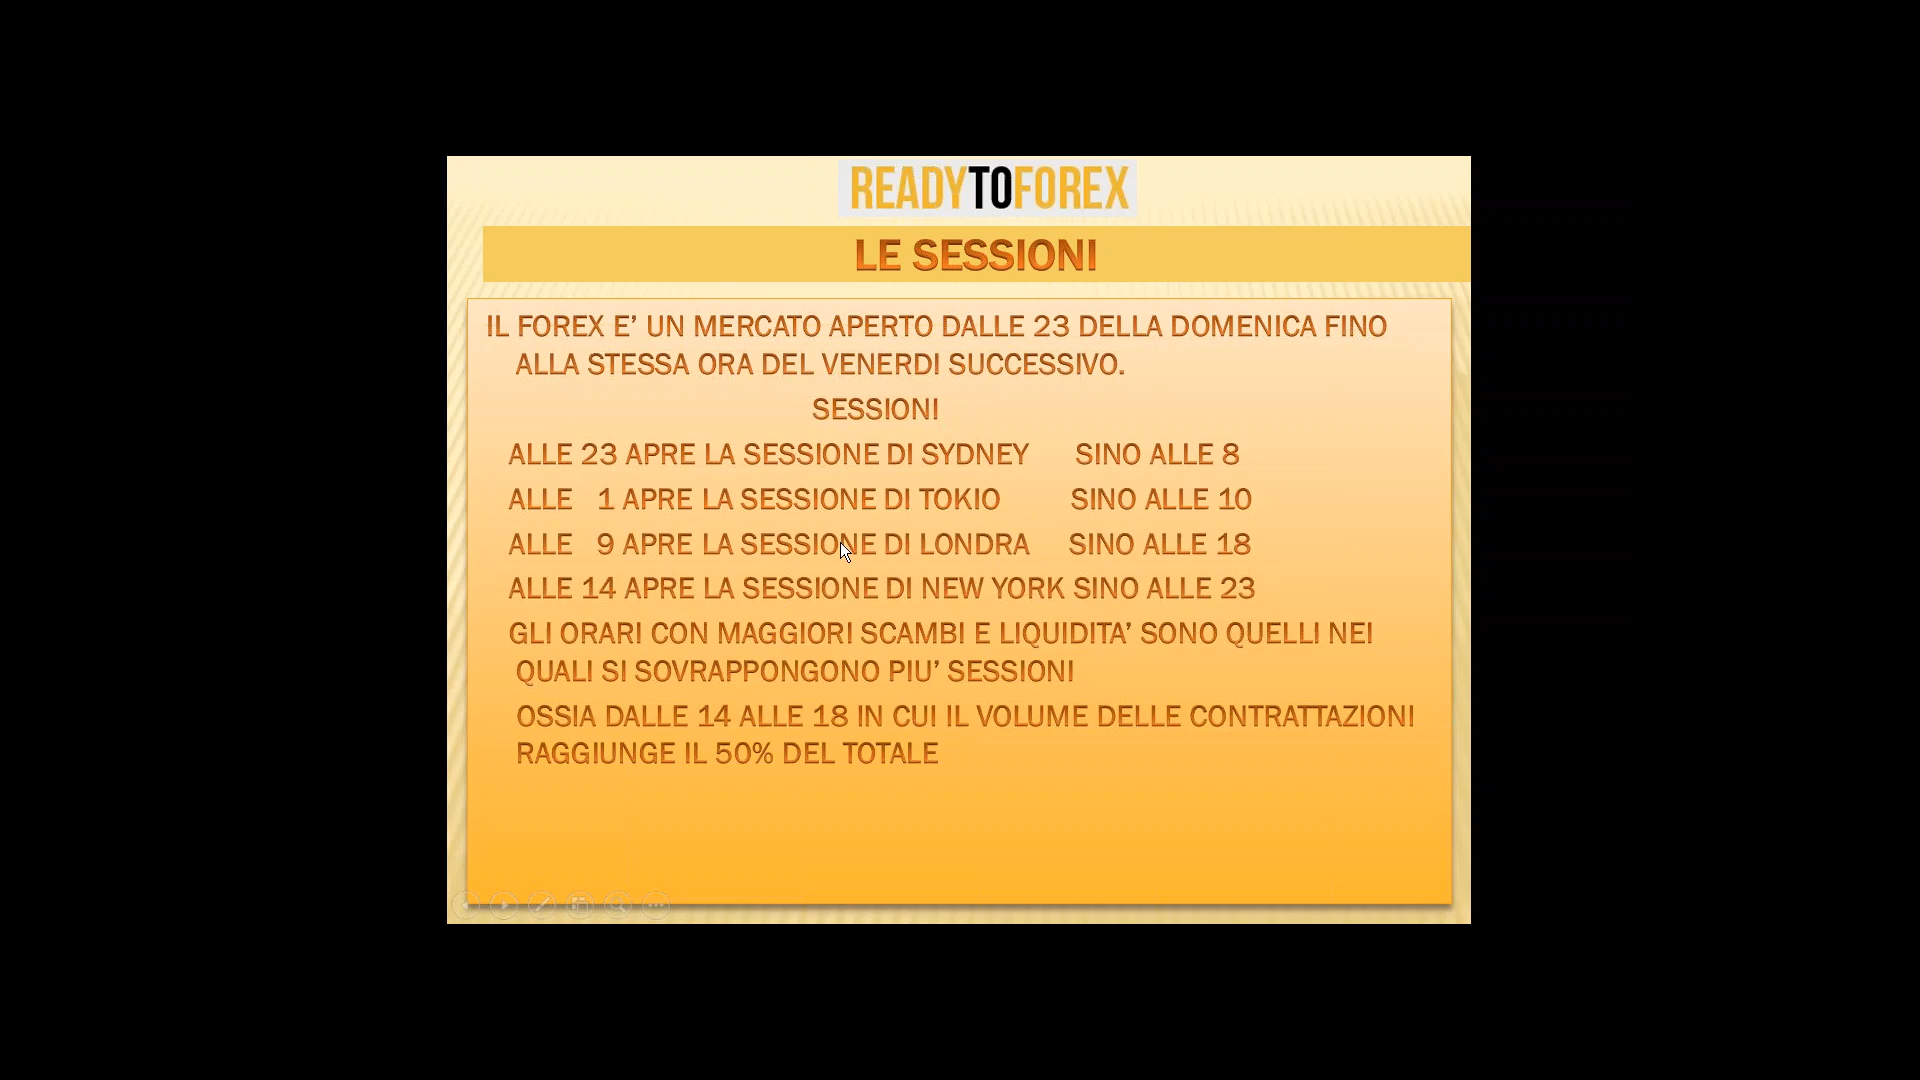 READYTOFOREX
LE SESSIONI
IL FOREX E’ UN MERCATO APERTO DALLE 23 DELLA DOMENICA FINO
ALLA STESSA ORA DEL VENERDI SUCCESSIVO.
SESSIONI
ALLE 23 APRE LA SESSIONE DI SYDNEY SINO ALLE 8
ALLE 1 APRE LA SESSIONE DI TOKIO SINO ALLE 10
ALLE 9 APRE LA SESSIONE DI LONDRA SINO ALLE 18
ALLE 14 APRE LA SESSIONE DI NEW YORK SINO ALLE 23
GLI ORARI CON MAGGIORI SCAMBI E LIQUIDITA’ SONO QUELLI NEI
QUALI SI SOVRAPPONGONO PIU’ SESSIONI
OSSIA DALLE 14 ALLE 18 IN CUI IL VOLUME DELLE CONTRATTAZIONI
RAGGIUNGE IL 50% DEL TOTALE